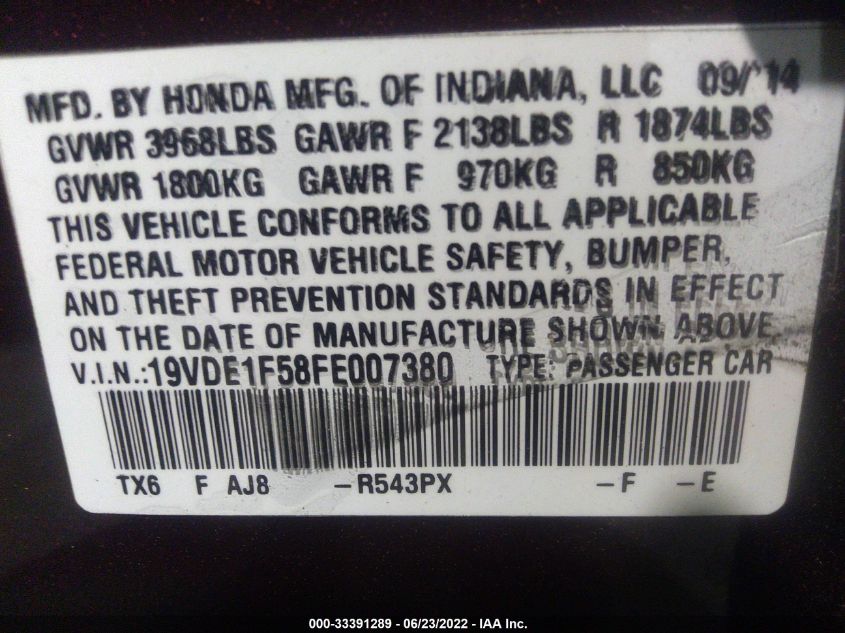 MFD. BY HONDA MFG. OF INDIANA, LLC 09/14
GVWR 3968LBS GAWR F 2138LBS R 1874LBS
GVWR 1800KG GAWR F 970KG R 850KG
THIS VEHICLE CONFORMS TO ALL APPLICABLE
FEDERAL MOTOR VEHICLE SAFETY, BUMPER,
AND THEFT PREVENTION STANDARDS IN EFFECT
ON THE DATE OF MANUFACTURE SHOWN ABOVE.
V.I.N.:19VDE1F58FE007380 TYPE: PASSENGER CAR
TX6 F AJ8 -R543PX -F -E
000-33391289 - 06/23/2022 - IAA Inc.